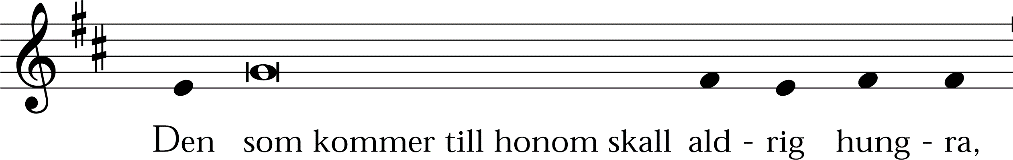 Den som kommer till honom skall ald - rig hung - ra,